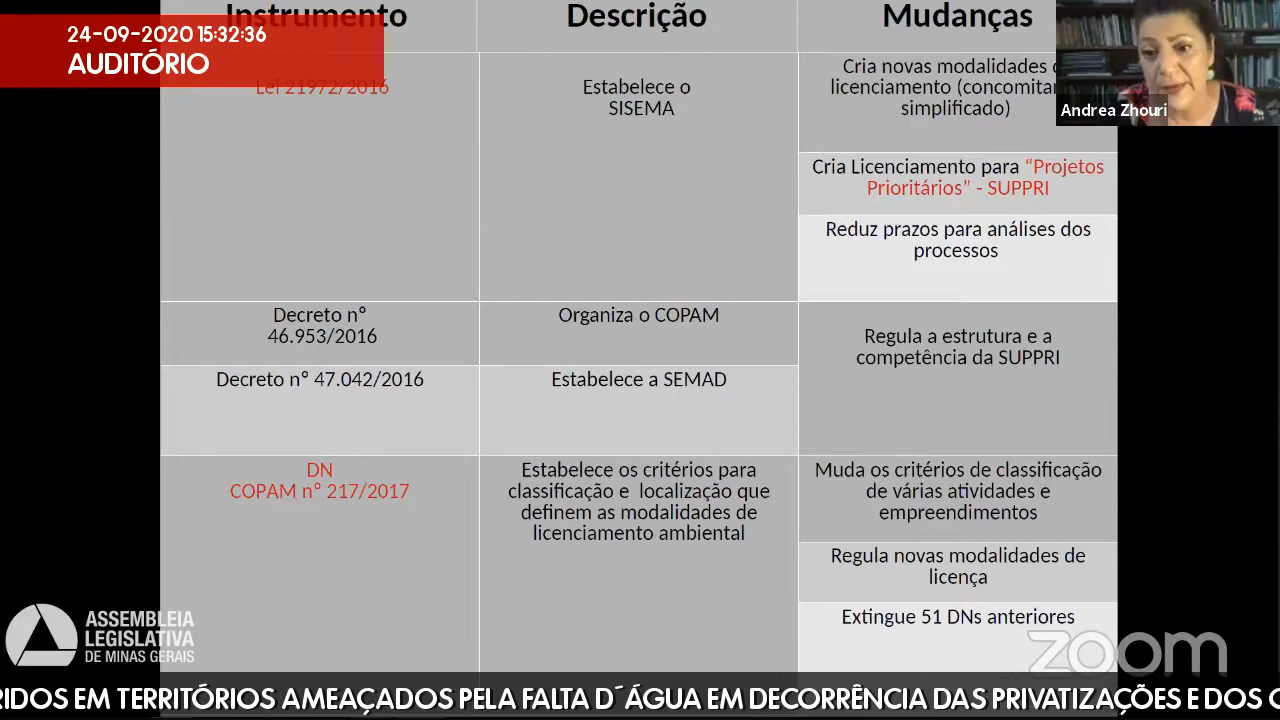 Instrumento
Descrição
Mudanças
24-09-2020 15:32:36
AUDITÓRIO
Andrea Zhouri
Lei 21972/2016
Estabelece o
SISEMA
Cria novas modalidades
licenciamento
simplificado)
Cria Licenciamento para “Projetos
Prioritários” - SUPPRI
Reduz prazos para análises dos
processos
Decreto nº
46.953/2016
Organiza o COPAM
Regula a estrutura e a
competência da SUPPRI
Decreto nº 47.042/2016
Estabelece a SEMAD
DN
COPAM nº 217/2017
Estabelece os critérios para
classificação e localização que
definem as modalidades de
licenciamento ambiental
Muda os critérios de classificação
de várias atividades e
empreendimentos
Regula novas modalidades de
licença
Extingue 51 DNs anteriores
ASSEMBLEIA
LEGISLATIVA
DE MINAS GERAIS
zoom
RIDOS EM TERRITÓRIOS AMEAÇADOS PELA FALTA D´ÁGUA EM DECORRÊNCIA DAS PRIVATIZAÇÕES E DOS